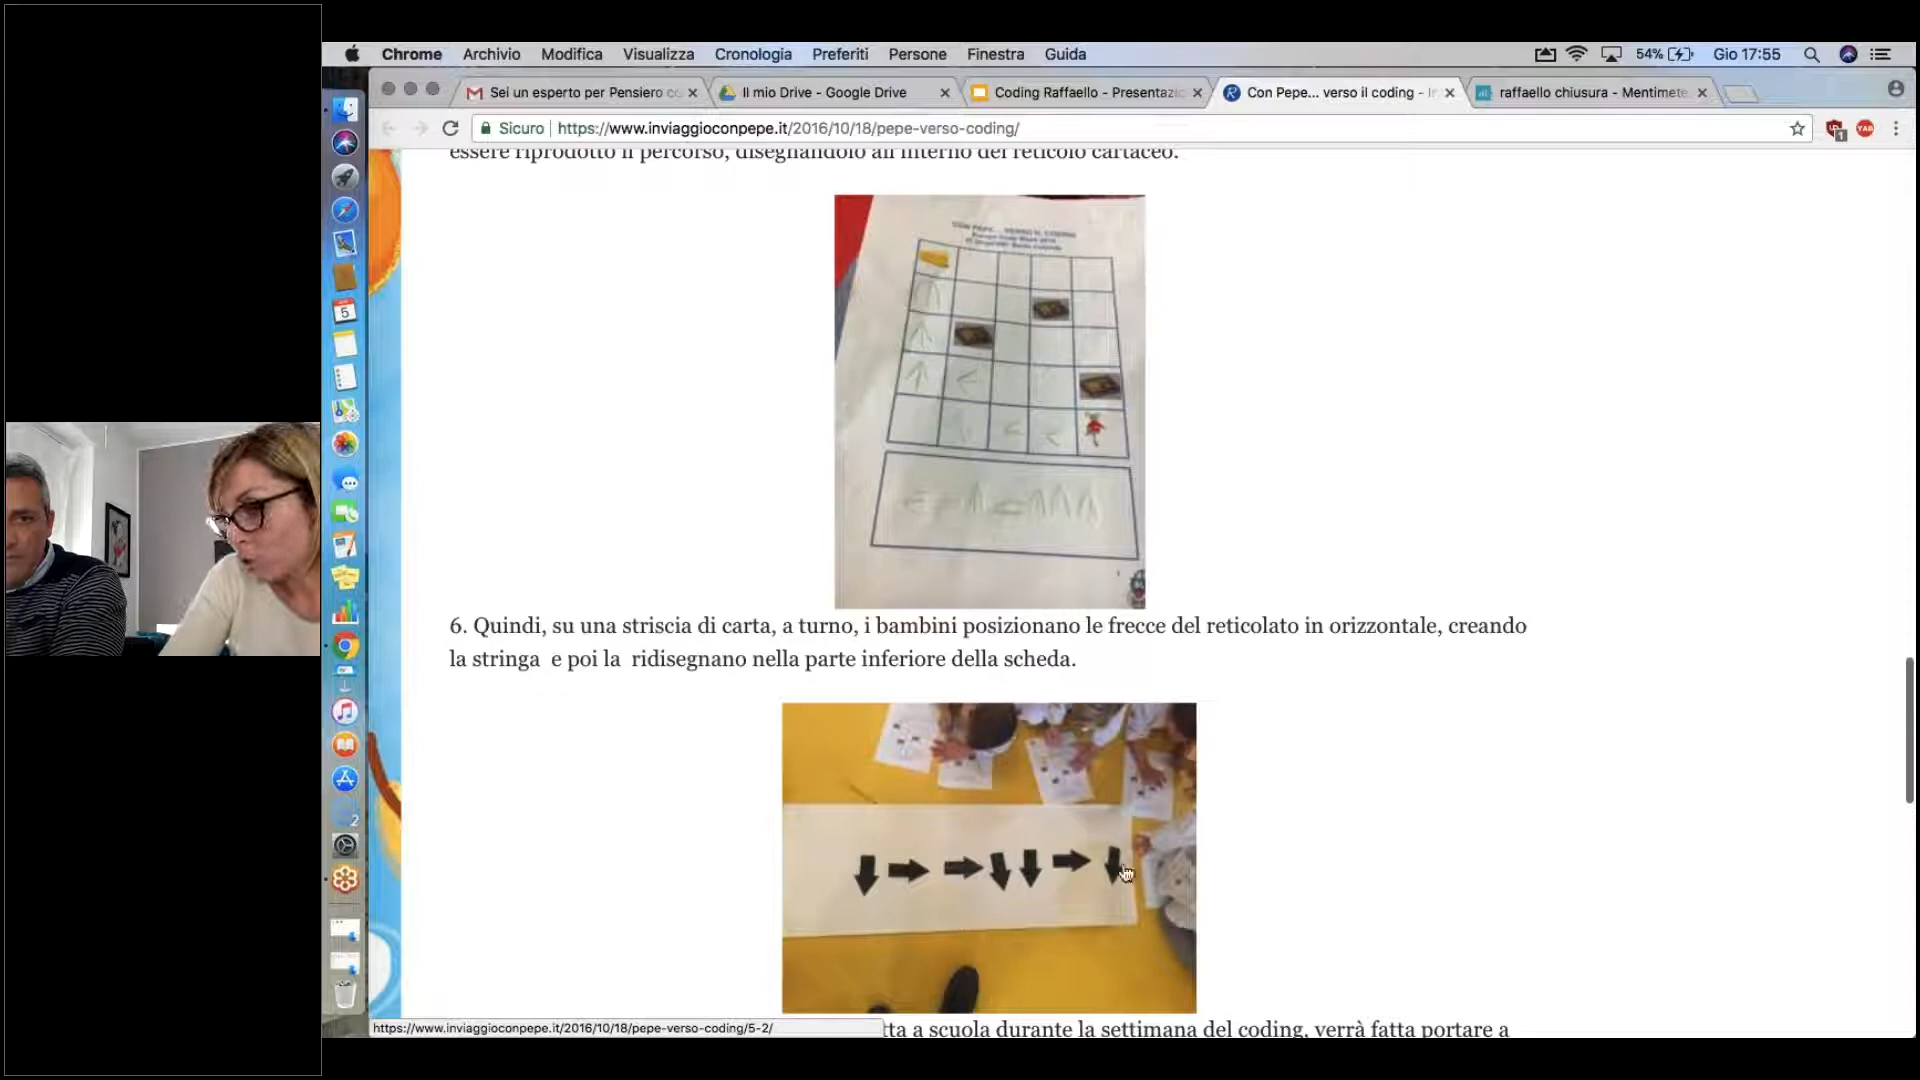 Chrome Archivio Modifica Visualizza Cronologia Preferiti Persone Finestra Guida 54% Gio 17:55
Sei un esperto per Pensiero co
Il mio Drive - Google Drive
Coding Raffaello - Presentazi
Con Pepe... verso il coding - I
raffaello chiusura - Mentimete
Sicuro https://www.inviaggioconpepe.it/2016/10/18/pepe-verso-coding/
essere riprodotto il percorso, disegnandolo all'interno del reticolo cartaceo.
5
6. Quindi, su una striscia di carta, a turno, i bambini posizionano le frecce del reticolato in orizzontale, creando
la stringa e poi la ridisegnano nella parte inferiore della scheda.
https://www.inviaggioconpepe.it/2016/10/18/pepe-verso-coding/5-2/
tta a scuola durante la settimana del coding, verrà fatta portare a